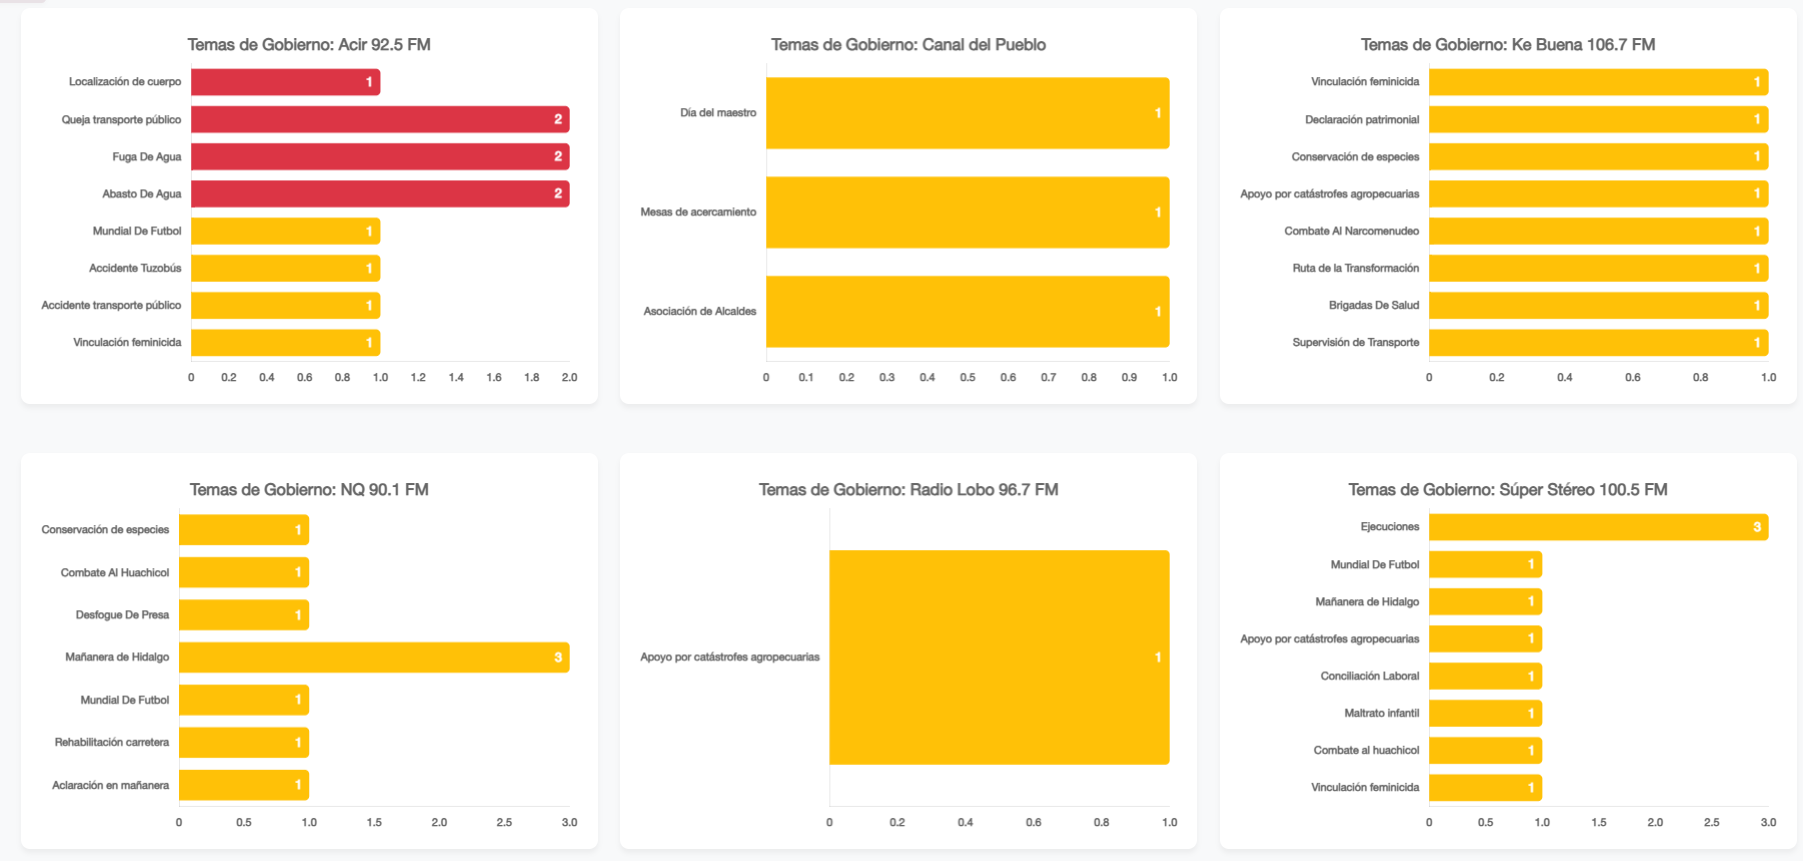 Temas de Gobierno: Acir 92.5 FM
Localización de cuerpo 1
Queja transporte público 2
Fuga De Agua 2
Abasto De Agua 2
Mundial De Futbol 1
Accidente Tuzobús 1
Accidente transporte público 1
Vinculación feminicida 1
0 0.2 0.4 0.6 0.8 1.0 1.2 1.4 1.6 1.8 2.0
Temas de Gobierno: Canal del Pueblo
Día del maestro 1
Mesas de acercamiento 1
Asociación de Alcaldes 1
0 0.1 0.2 0.3 0.4 0.5 0.6 0.7 0.8 0.9 1.0
Temas de Gobierno: Ke Buena 106.7 FM
Vinculación feminicida 1
Declaración patrimonial 1
Conservación de especies 1
Apoyo por catástrofes agropecuarias 1
Combate Al Narcomenudeo 1
Ruta de la Transformación 1
Brigadas De Salud 1
Supervisión de Transporte 1
0 0.2 0.4 0.6 0.8 1.0
Temas de Gobierno: NQ 90.1 FM
Conservación de especies 1
Combate Al Huachicol 1
Desfogue De Presa 1
Mañanera de Hidalgo 3
Mundial De Futbol 1
Rehabilitación carretera 1
Aclaración en mañanera 1
0 0.5 1.0 1.5 2.0 2.5 3.0
Temas de Gobierno: Radio Lobo 96.7 FM
Apoyo por catástrofes agropecuarias 1
0 0.2 0.4 0.6 0.8 1.0
Temas de Gobierno: Súper Stéreo 100.5 FM
Ejecuciones 3
Mundial De Futbol 1
Mañanera de Hidalgo 1
Apoyo por catástrofes agropecuarias 1
Conciliación Laboral 1
Maltrato infantil 1
Combate al huachicol 1
Vinculación feminicida 1
0 0.5 1.0 1.5 2.0 2.5 3.0